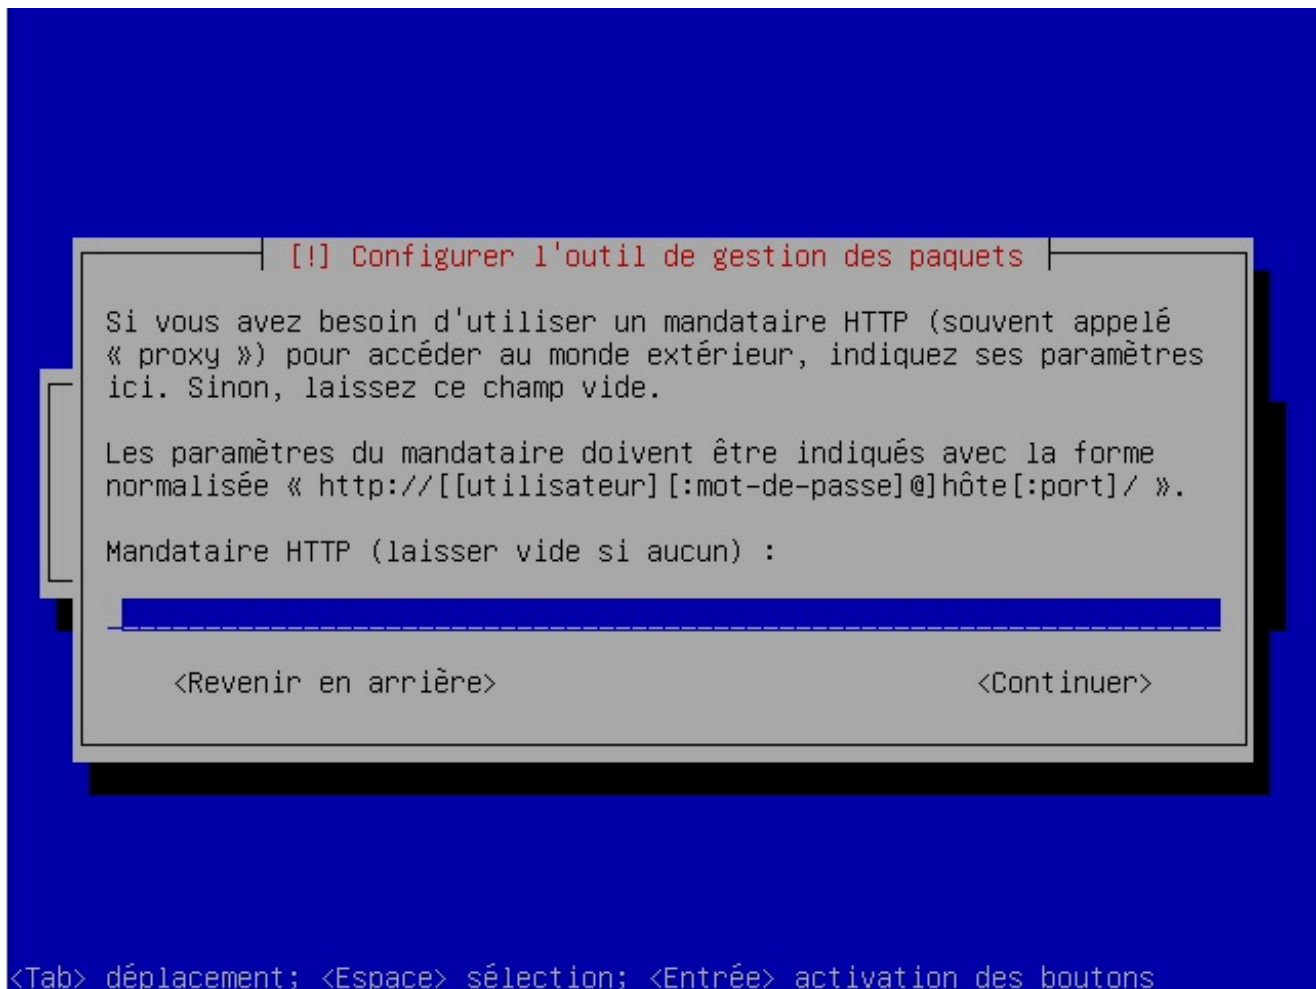 [!] Configurer l'outil de gestion des paquets
Si vous avez besoin d'utiliser un mandataire HTTP (souvent appelé
« proxy ») pour accéder au monde extérieur, indiquez ses paramètres
ici. Sinon, laissez ce champ vide.
Les paramètres du mandataire doivent être indiqués avec la forme
normalisée « http://[[utilisateur][:mot-de-passe]@]hôte[:port]/ ».
Mandataire HTTP (laisser vide si aucun) :
<Revenir en arrière> <Continuer>
<Tab> déplacement; <Espace> sélection; <Entrée> activation des boutons